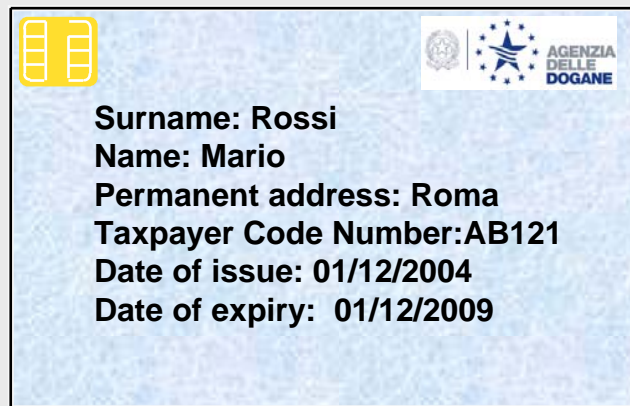 AGENZIA
DELLE
DOGANE
Surname: Rossi
Name: Mario
Permanent address: Roma
Taxpayer Code Number:AB121
Date of issue: 01/12/2004
Date of expiry:  01/12/2009